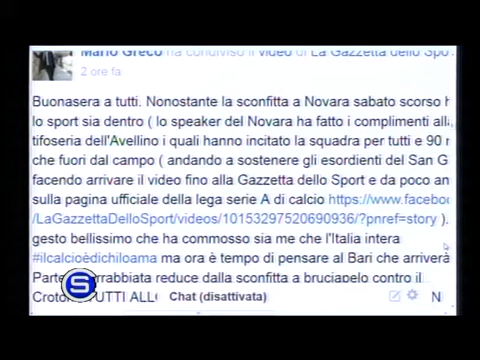 Mario Greco ha condiviso il video di La Gazzetta dello Spo
2 ore fa
Buonasera a tutti. Nonostante la sconfitta a Novara sabato scorso h
lo sport sia dentro ( lo speaker del Novara ha fatto i complimenti alla
tifoseria dell'Avellino i quali hanno incitato la squadra per tutti e 90 m
che fuori dal campo ( andando a sostenere gli esordienti del San G
facendo arrivare il video fino alla Gazzetta dello Sport e da poco an
sulla pagina ufficiale della lega serie A di calcio https://www.faceboo
/LaGazzettaDelloSport/videos/10153297520690936/?pnref=story ).
gesto bellissimo che ha commosso sia me che l'Italia intera
#ilcalcioèdichiloama ma ora è tempo di pensare al Bari che arriverà
Parte rrabbiata reduce dalla sconfitta a bruciapelo contro il
Croto TUTTI ALL
Chat (disattivata)
N
S